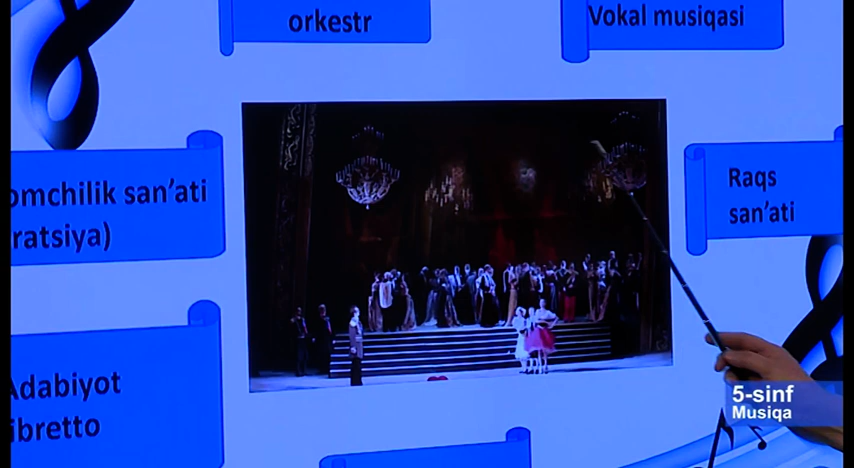 orkestr
Vokal musiqasi
omchilik san'ati
ratsiya)
Raqs
san'ati
Adabiyot
ibretto
5-sinf
Musiqa